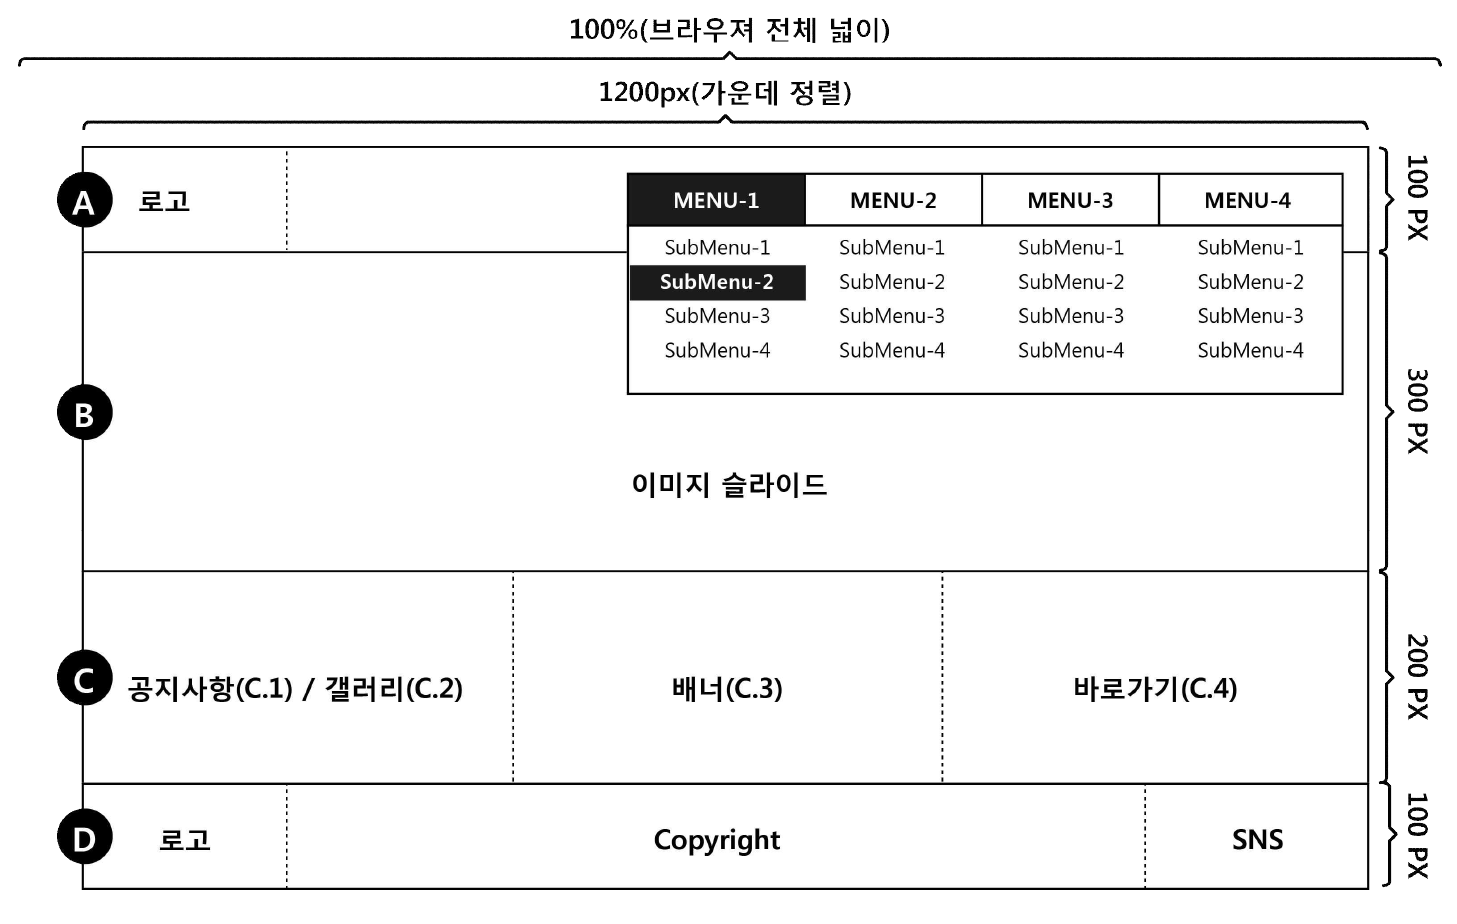 100%(브라우져 전체 넓이)
1200px(가운데 정렬)
A
로고
MENU-1 MENU-2 MENU-3 MENU-4
SubMenu-1 SubMenu-1 SubMenu-1 SubMenu-1
SubMenu-2 SubMenu-2 SubMenu-2 SubMenu-2
SubMenu-3 SubMenu-3 SubMenu-3 SubMenu-3
SubMenu-4 SubMenu-4 SubMenu-4 SubMenu-4
100 PX
B
이미지 슬라이드
300 PX
C
공지사항(C.1) / 갤러리(C.2)
배너(C.3)
바로가기(C.4)
200 PX
D
로고
Copyright
SNS
100 PX